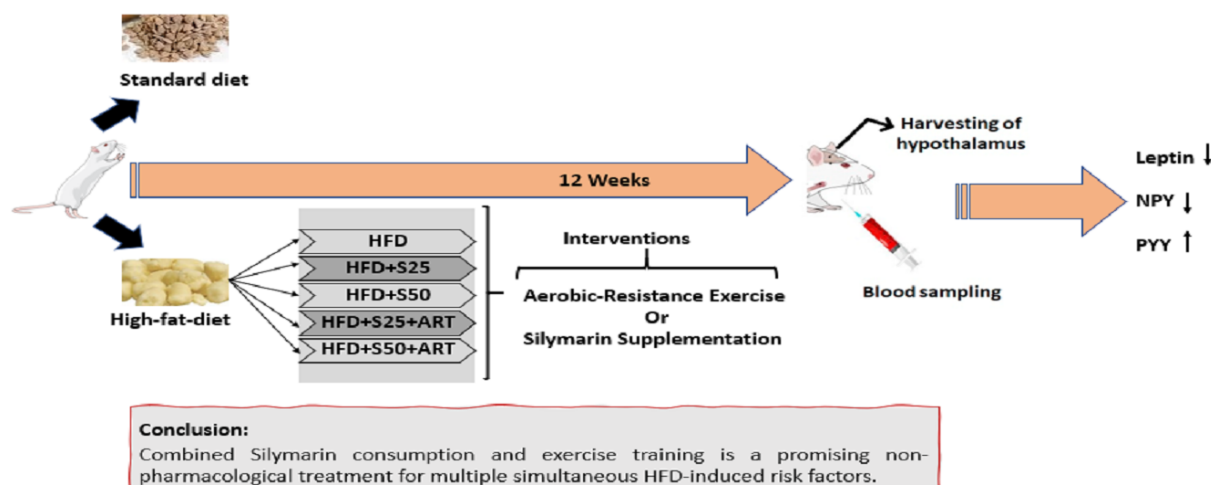 Standard diet
12 Weeks
Harvesting of
hypothalamus
Leptin ↓
NPY ↓
PYY ↑
High-fat-diet
HFD
HFD+S25
HFD+S50
HFD+S25+ART
HFD+S50+ART
Interventions
Aerobic-Resistance Exercise
Or
Silymarin Supplementation
Blood sampling
Conclusion:
Combined Silymarin consumption and exercise training is a promising non-
pharmacological treatment for multiple simultaneous HFD-induced risk factors.